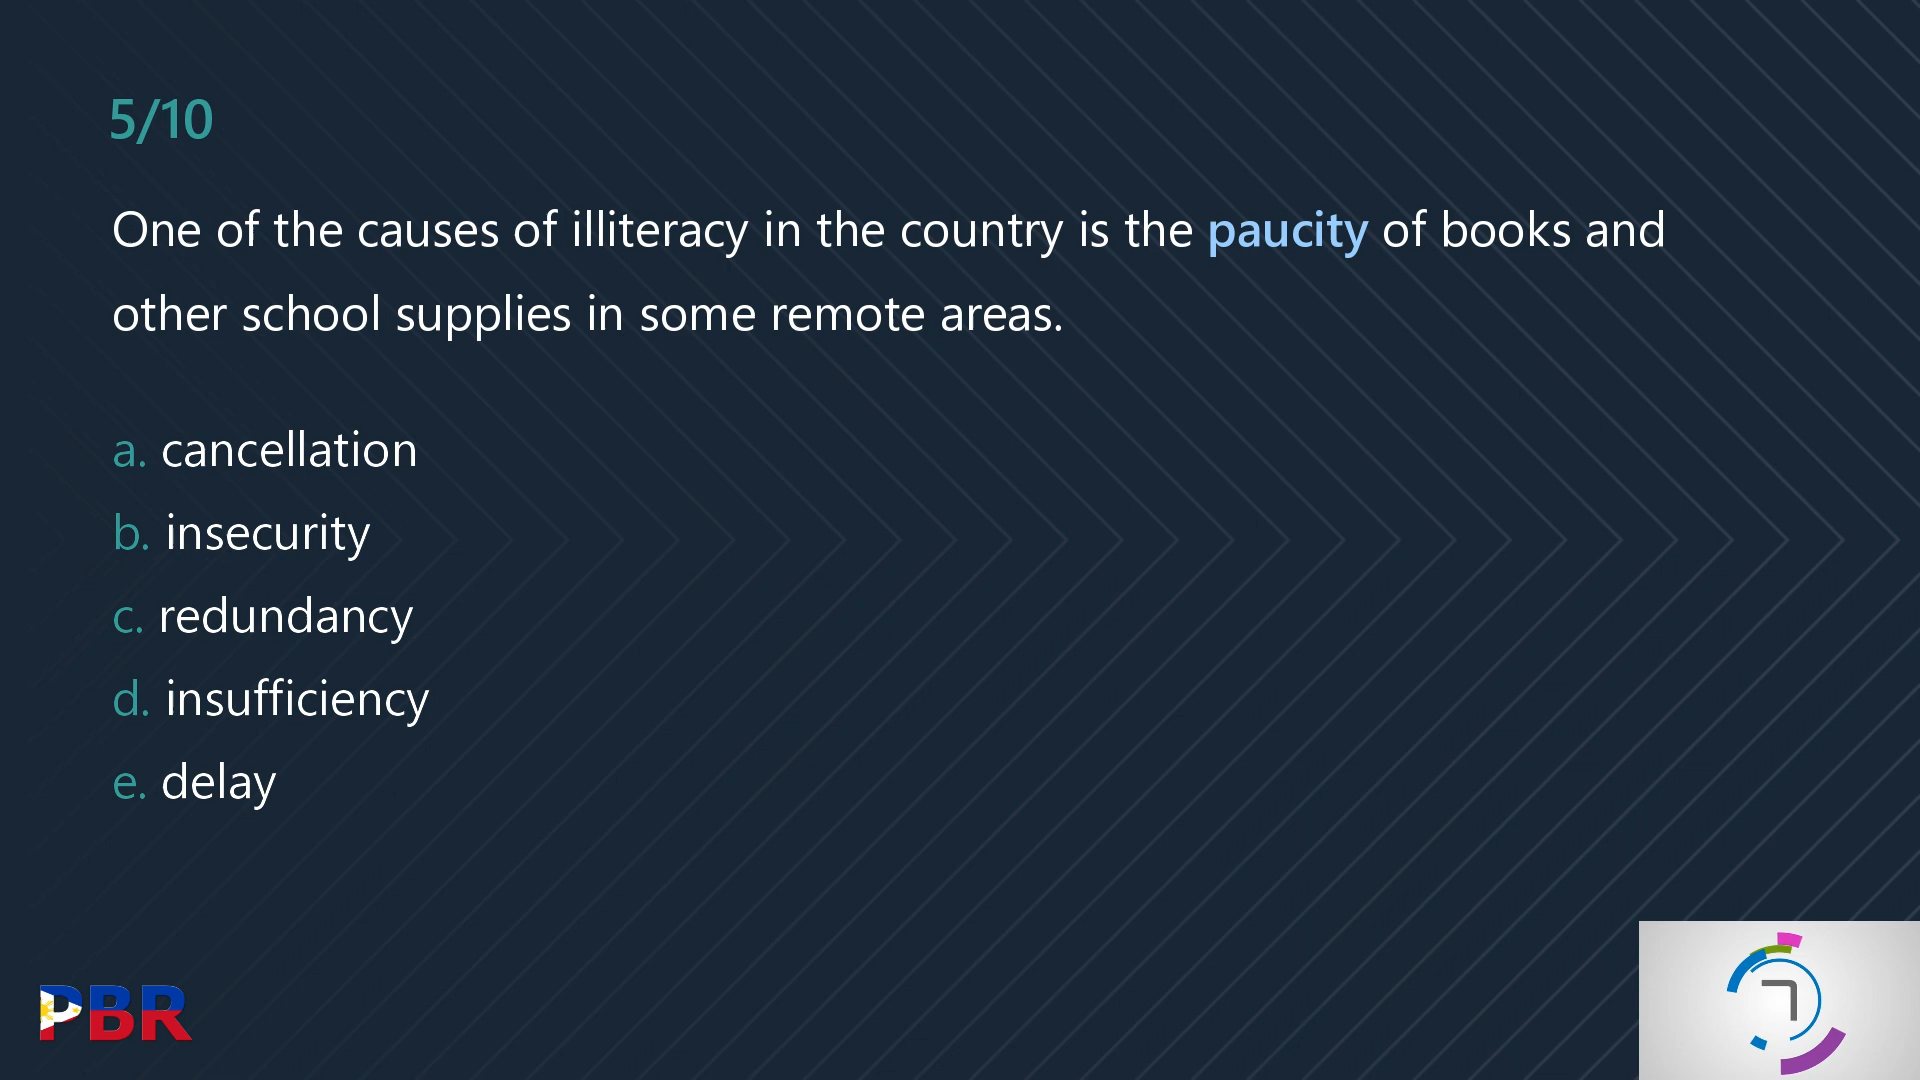 5/10
One of the causes of illiteracy in the country is the paucity of books and
other school supplies in some remote areas.
a. cancellation
b. insecurity
c. redundancy
d. insufficiency
e. delay
PBR